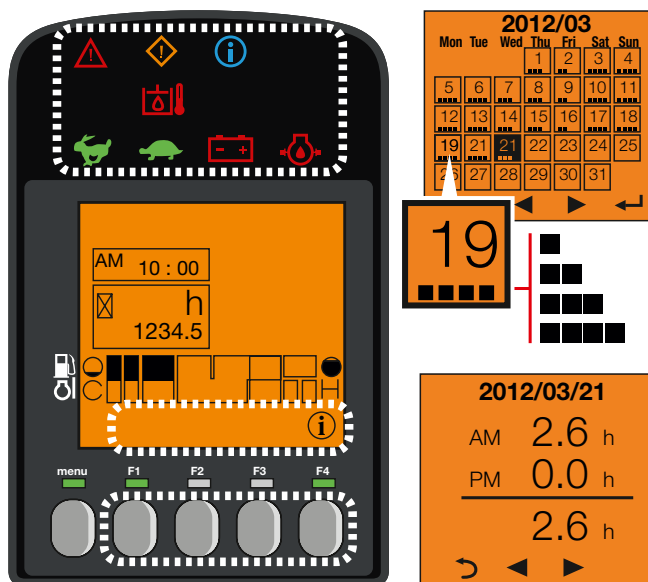 AM 10 : 00
h
1234.5
C H
i
menu F1 F2 F3 F4
2012/03
Mon Tue Wed Thu Fri Sat Sun
1 2 3 4
5 6 7 8 9 10 11
12 13 14 15 16 17 18
19 21 21 22 23 24 25
26 27 28 29 30 31
19
2012/03/21
AM 2.6 h
PM 0.0 h
2.6 h